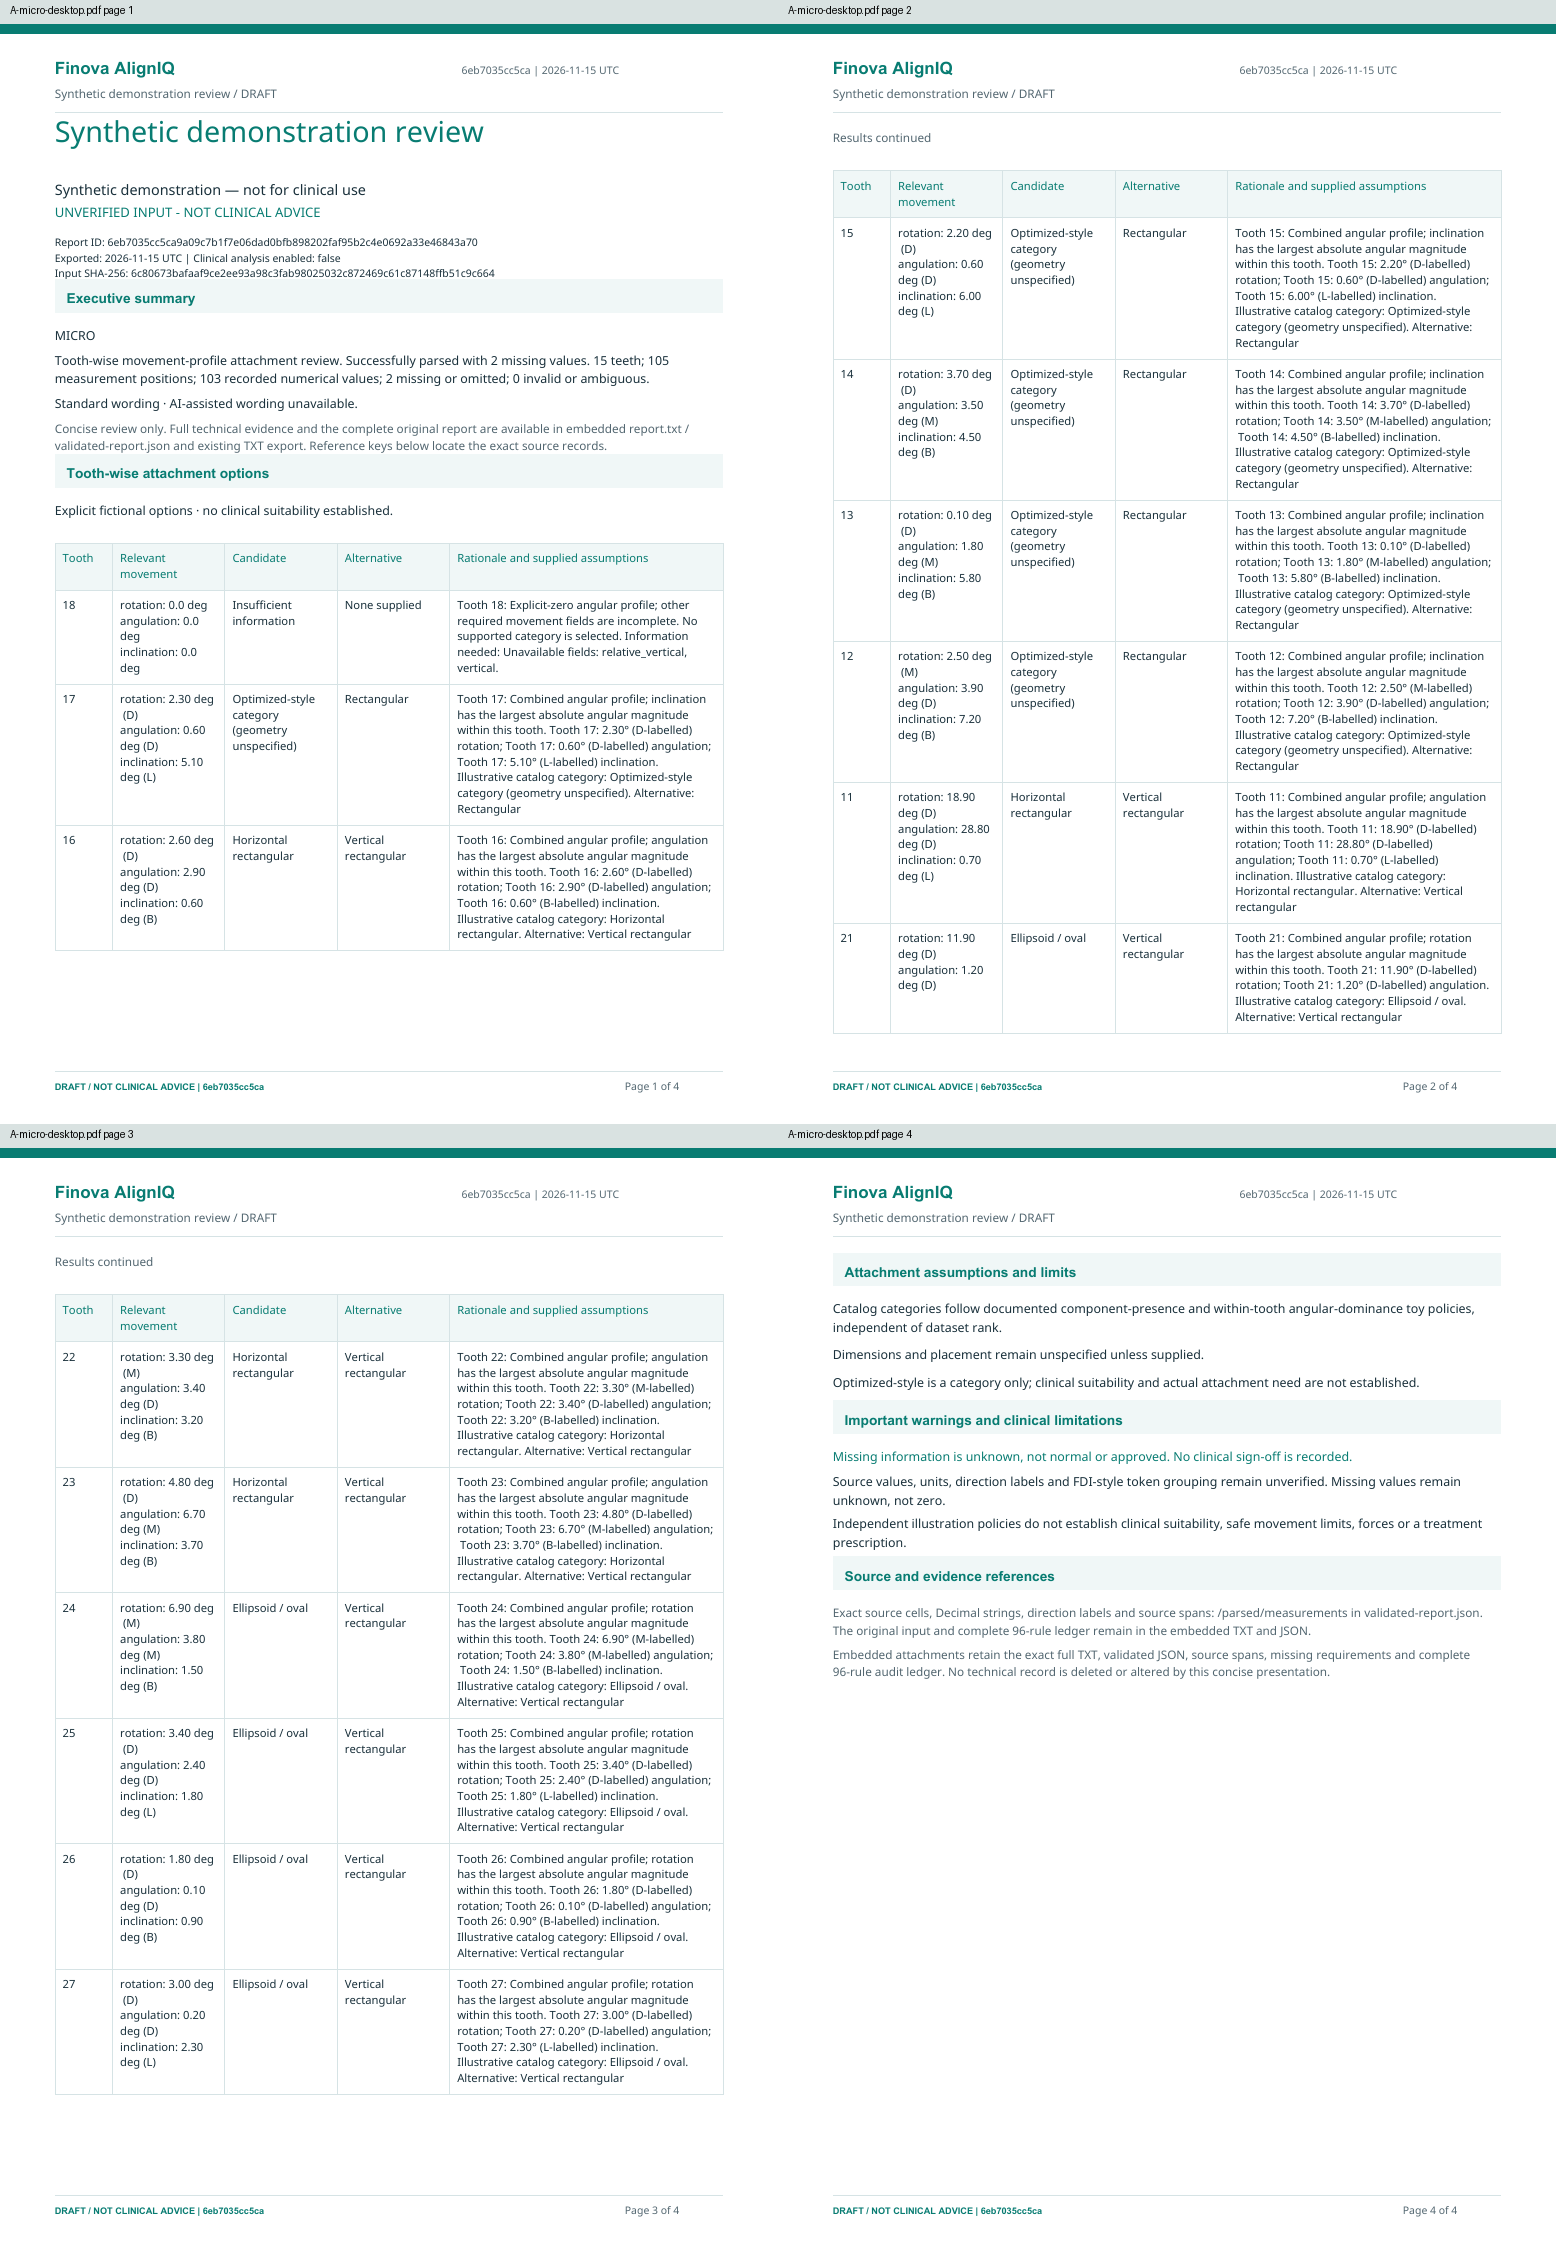 A-micro-desktop.pdf page 1
Finova AlignIQ
6eb7035cc5ca | 2026-11-15 UTC
Synthetic demonstration review / DRAFT
Synthetic demonstration review
Synthetic demonstration — not for clinical use
UNVERIFIED INPUT - NOT CLINICAL ADVICE
Report ID: 6eb7035cc5ca9a09c7b1f7e06dad0bfb898202faf95b2c4e0692a33e46843a70
Exported: 2026-11-15 UTC | Clinical analysis enabled: false
Input SHA-256: 6c80673bafaaf9ce2ee93a98c3fab98025032c872469c61c87148ffb51c9c664
Executive summary
MICRO
Tooth-wise movement-profile attachment review. Successfully parsed with 2 missing values. 15 teeth; 105
measurement positions; 103 recorded numerical values; 2 missing or omitted; 0 invalid or ambiguous.
Standard wording · AI-assisted wording unavailable.
Concise review only. Full technical evidence and the complete original report are available in embedded report.txt /
validated-report.json and existing TXT export. Reference keys below locate the exact source records.
Tooth-wise attachment options
Explicit fictional options · no clinical suitability established.
Tooth
Relevant
movement
Candidate
Alternative
Rationale and supplied assumptions
18
rotation: 0.0 deg
angulation: 0.0
deg
inclination: 0.0
deg
Insufficient
information
None supplied
Tooth 18: Explicit-zero angular profile; other
required movement fields are incomplete. No
supported category is selected. Information
needed: Unavailable fields: relative_vertical,
vertical.
17
rotation: 2.30 deg
(D)
angulation: 0.60
deg (D)
inclination: 5.10
deg (L)
Optimized-style
category
(geometry
unspecified)
Rectangular
Tooth 17: Combined angular profile; inclination
has the largest absolute angular magnitude
within this tooth. Tooth 17: 2.30° (D-labelled)
rotation; Tooth 17: 0.60° (D-labelled) angulation;
Tooth 17: 5.10° (L-labelled) inclination.
Illustrative catalog category: Optimized-style
category (geometry unspecified). Alternative:
Rectangular
16
rotation: 2.60 deg
(D)
angulation: 2.90
deg (D)
inclination: 0.60
deg (B)
Horizontal
rectangular
Vertical
rectangular
Tooth 16: Combined angular profile; angulation
has the largest absolute angular magnitude
within this tooth. Tooth 16: 2.60° (D-labelled)
rotation; Tooth 16: 2.90° (D-labelled) angulation;
Tooth 16: 0.60° (B-labelled) inclination.
Illustrative catalog category: Horizontal
rectangular. Alternative: Vertical rectangular
DRAFT / NOT CLINICAL ADVICE | 6eb7035cc5ca
Page 1 of 4
A-micro-desktop.pdf page 2
Finova AlignIQ
6eb7035cc5ca | 2026-11-15 UTC
Synthetic demonstration review / DRAFT
Results continued
Tooth
Relevant
movement
Candidate
Alternative
Rationale and supplied assumptions
15
rotation: 2.20 deg
(D)
angulation: 0.60
deg (D)
inclination: 6.00
deg (L)
Optimized-style
category
(geometry
unspecified)
Rectangular
Tooth 15: Combined angular profile; inclination
has the largest absolute angular magnitude
within this tooth. Tooth 15: 2.20° (D-labelled)
rotation; Tooth 15: 0.60° (D-labelled) angulation;
Tooth 15: 6.00° (L-labelled) inclination.
Illustrative catalog category: Optimized-style
category (geometry unspecified). Alternative:
Rectangular
14
rotation: 3.70 deg
(D)
angulation: 3.50
deg (M)
inclination: 4.50
deg (B)
Optimized-style
category
(geometry
unspecified)
Rectangular
Tooth 14: Combined angular profile; inclination
has the largest absolute angular magnitude
within this tooth. Tooth 14: 3.70° (D-labelled)
rotation; Tooth 14: 3.50° (M-labelled) angulation;
Tooth 14: 4.50° (B-labelled) inclination.
Illustrative catalog category: Optimized-style
category (geometry unspecified). Alternative:
Rectangular
13
rotation: 0.10 deg
(D)
angulation: 1.80
deg (M)
inclination: 5.80
deg (B)
Optimized-style
category
(geometry
unspecified)
Rectangular
Tooth 13: Combined angular profile; inclination
has the largest absolute angular magnitude
within this tooth. Tooth 13: 0.10° (D-labelled)
rotation; Tooth 13: 1.80° (M-labelled) angulation;
Tooth 13: 5.80° (B-labelled) inclination.
Illustrative catalog category: Optimized-style
category (geometry unspecified). Alternative:
Rectangular
12
rotation: 2.50 deg
(M)
angulation: 3.90
deg (D)
inclination: 7.20
deg (B)
Optimized-style
category
(geometry
unspecified)
Rectangular
Tooth 12: Combined angular profile; inclination
has the largest absolute angular magnitude
within this tooth. Tooth 12: 2.50° (M-labelled)
rotation; Tooth 12: 3.90° (D-labelled) angulation;
Tooth 12: 7.20° (B-labelled) inclination.
Illustrative catalog category: Optimized-style
category (geometry unspecified). Alternative:
Rectangular
11
rotation: 18.90
deg (D)
angulation: 28.80
deg (D)
inclination: 0.70
deg (L)
Horizontal
rectangular
Vertical
rectangular
Tooth 11: Combined angular profile; angulation
has the largest absolute angular magnitude
within this tooth. Tooth 11: 18.90° (D-labelled)
rotation; Tooth 11: 28.80° (D-labelled)
angulation; Tooth 11: 0.70° (L-labelled)
inclination. Illustrative catalog category:
Horizontal rectangular. Alternative: Vertical
rectangular
21
rotation: 11.90
deg (D)
angulation: 1.20
deg (D)
Ellipsoid / oval
Vertical
rectangular
Tooth 21: Combined angular profile; rotation
has the largest absolute angular magnitude
within this tooth. Tooth 21: 11.90° (D-labelled)
rotation; Tooth 21: 1.20° (D-labelled) angulation.
Illustrative catalog category: Ellipsoid / oval.
Alternative: Vertical rectangular
DRAFT / NOT CLINICAL ADVICE | 6eb7035cc5ca
Page 2 of 4
A-micro-desktop.pdf page 3
Finova AlignIQ
6eb7035cc5ca | 2026-11-15 UTC
Synthetic demonstration review / DRAFT
Results continued
Tooth
Relevant
movement
Candidate
Alternative
Rationale and supplied assumptions
22
rotation: 3.30 deg
(M)
angulation: 3.40
deg (D)
inclination: 3.20
deg (B)
Horizontal
rectangular
Vertical
rectangular
Tooth 22: Combined angular profile; angulation
has the largest absolute angular magnitude
within this tooth. Tooth 22: 3.30° (M-labelled)
rotation; Tooth 22: 3.40° (D-labelled) angulation;
Tooth 22: 3.20° (B-labelled) inclination.
Illustrative catalog category: Horizontal
rectangular. Alternative: Vertical rectangular
23
rotation: 4.80 deg
(D)
angulation: 6.70
deg (M)
inclination: 3.70
deg (B)
Horizontal
rectangular
Vertical
rectangular
Tooth 23: Combined angular profile; angulation
has the largest absolute angular magnitude
within this tooth. Tooth 23: 4.80° (D-labelled)
rotation; Tooth 23: 6.70° (M-labelled) angulation;
Tooth 23: 3.70° (B-labelled) inclination.
Illustrative catalog category: Horizontal
rectangular. Alternative: Vertical rectangular
24
rotation: 6.90 deg
(M)
angulation: 3.80
deg (M)
inclination: 1.50
deg (B)
Ellipsoid / oval
Vertical
rectangular
Tooth 24: Combined angular profile; rotation
has the largest absolute angular magnitude
within this tooth. Tooth 24: 6.90° (M-labelled)
rotation; Tooth 24: 3.80° (M-labelled) angulation;
Tooth 24: 1.50° (B-labelled) inclination.
Illustrative catalog category: Ellipsoid / oval.
Alternative: Vertical rectangular
25
rotation: 3.40 deg
(D)
angulation: 2.40
deg (D)
inclination: 1.80
deg (L)
Ellipsoid / oval
Vertical
rectangular
Tooth 25: Combined angular profile; rotation
has the largest absolute angular magnitude
within this tooth. Tooth 25: 3.40° (D-labelled)
rotation; Tooth 25: 2.40° (D-labelled) angulation;
Tooth 25: 1.80° (L-labelled) inclination.
Illustrative catalog category: Ellipsoid / oval.
Alternative: Vertical rectangular
26
rotation: 1.80 deg
(D)
angulation: 0.10
deg (D)
inclination: 0.90
deg (B)
Ellipsoid / oval
Vertical
rectangular
Tooth 26: Combined angular profile; rotation
has the largest absolute angular magnitude
within this tooth. Tooth 26: 1.80° (D-labelled)
rotation; Tooth 26: 0.10° (D-labelled) angulation;
Tooth 26: 0.90° (B-labelled) inclination.
Illustrative catalog category: Ellipsoid / oval.
Alternative: Vertical rectangular
27
rotation: 3.00 deg
(D)
angulation: 0.20
deg (D)
inclination: 2.30
deg (L)
Ellipsoid / oval
Vertical
rectangular
Tooth 27: Combined angular profile; rotation
has the largest absolute angular magnitude
within this tooth. Tooth 27: 3.00° (D-labelled)
rotation; Tooth 27: 0.20° (D-labelled) angulation;
Tooth 27: 2.30° (L-labelled) inclination.
Illustrative catalog category: Ellipsoid / oval.
Alternative: Vertical rectangular
DRAFT / NOT CLINICAL ADVICE | 6eb7035cc5ca
Page 3 of 4
A-micro-desktop.pdf page 4
Finova AlignIQ
6eb7035cc5ca | 2026-11-15 UTC
Synthetic demonstration review / DRAFT
Attachment assumptions and limits
Catalog categories follow documented component-presence and within-tooth angular-dominance toy policies,
independent of dataset rank.
Dimensions and placement remain unspecified unless supplied.
Optimized-style is a category only; clinical suitability and actual attachment need are not established.
Important warnings and clinical limitations
Missing information is unknown, not normal or approved. No clinical sign-off is recorded.
Source values, units, direction labels and FDI-style token grouping remain unverified. Missing values remain
unknown, not zero.
Independent illustration policies do not establish clinical suitability, safe movement limits, forces or a treatment
prescription.
Source and evidence references
Exact source cells, Decimal strings, direction labels and source spans: /parsed/measurements in validated-report.json.
The original input and complete 96-rule ledger remain in the embedded TXT and JSON.
Embedded attachments retain the exact full TXT, validated JSON, source spans, missing requirements and complete
96-rule audit ledger. No technical record is deleted or altered by this concise presentation.
DRAFT / NOT CLINICAL ADVICE | 6eb7035cc5ca
Page 4 of 4